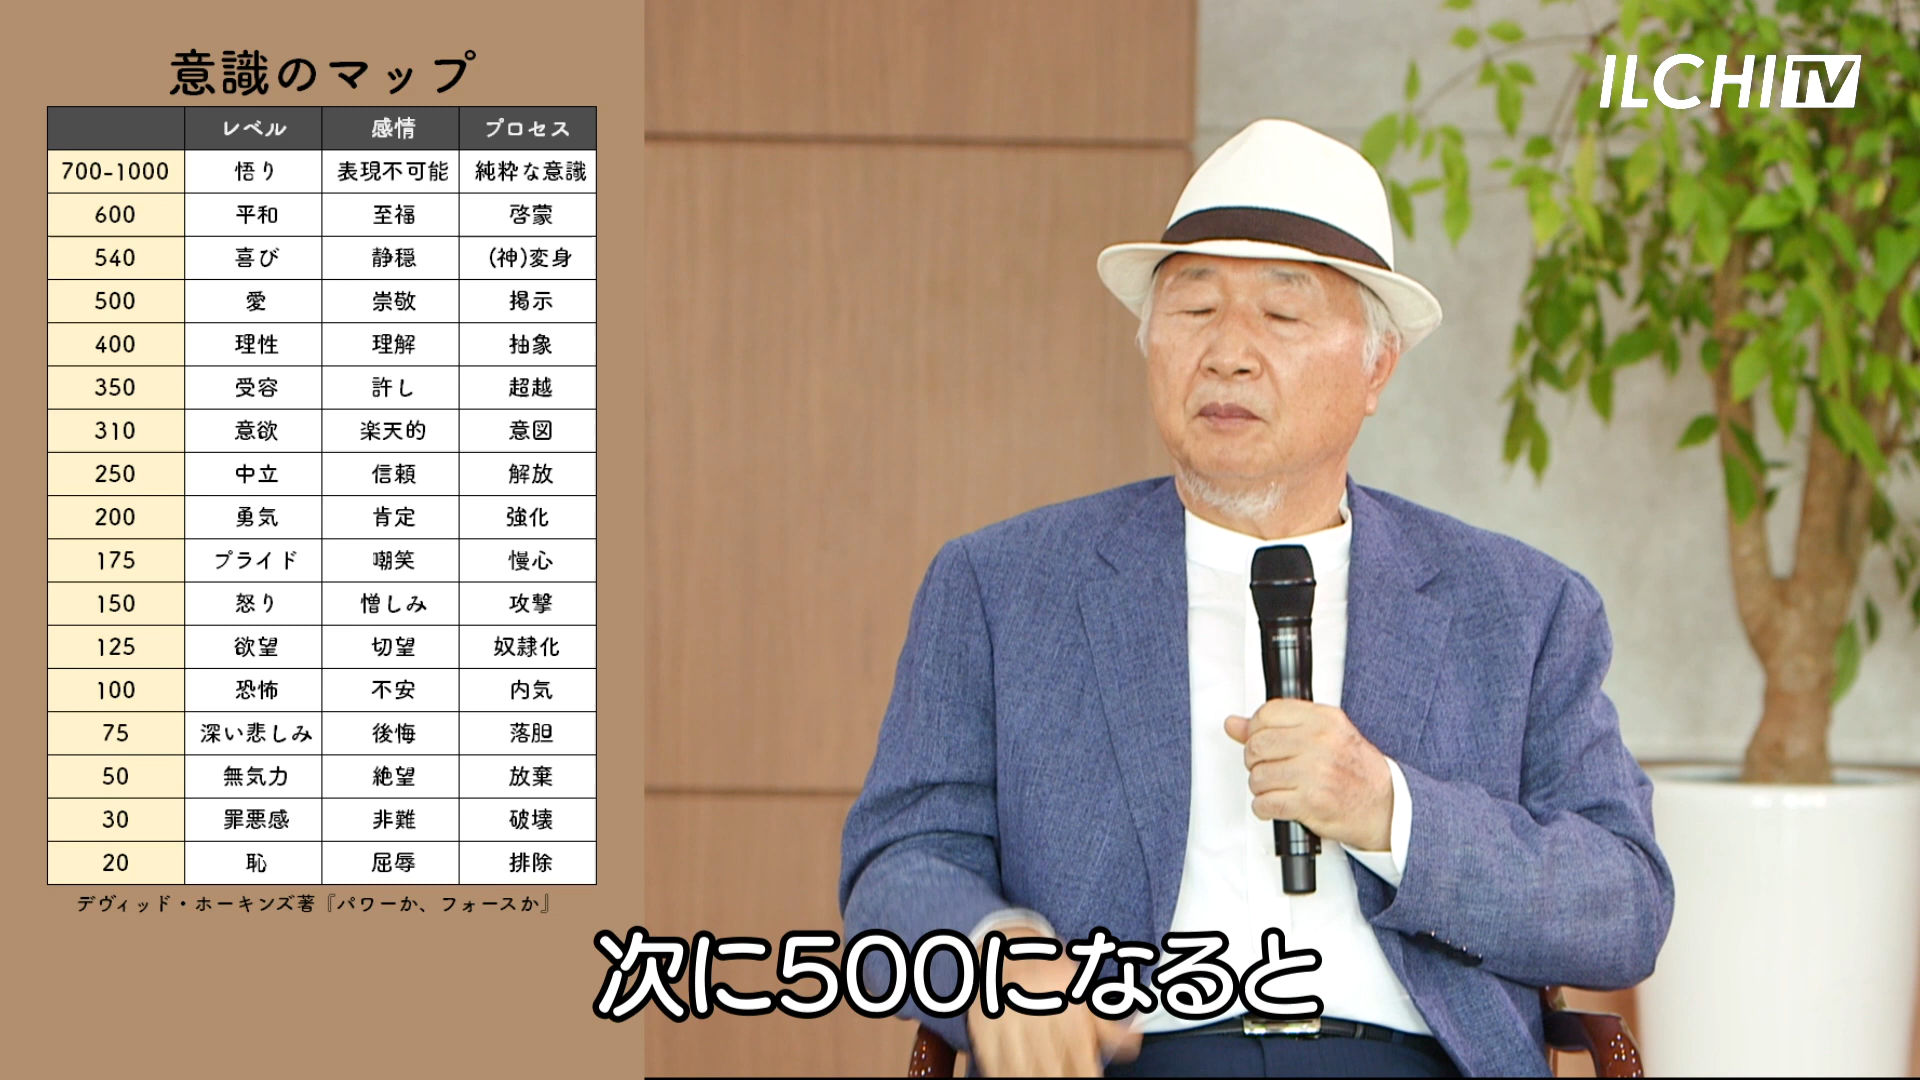 意識のマップ
レベル 感情 プロセス
700-1000 悟り 表現不可能 純粋な意識
600 平和 至福 啓蒙
540 喜び 静穏 (神)変身
500 愛 崇敬 掲示
400 理性 理解 抽象
350 受容 許し 超越
310 意欲 楽天的 意図
250 中立 信頼 解放
200 勇気 肯定 強化
175 プライド 嘲笑 慢心
150 怒り 憎しみ 攻撃
125 欲望 切望 奴隷化
100 恐怖 不安 内気
75 深い悲しみ 後悔 落胆
50 無気力 絶望 放棄
30 罪悪感 非難 破壊
20 恥 屈辱 排除
デヴィッド・ホーキンズ著『パワーか、フォースか』
ILCHI TV
次に500になると